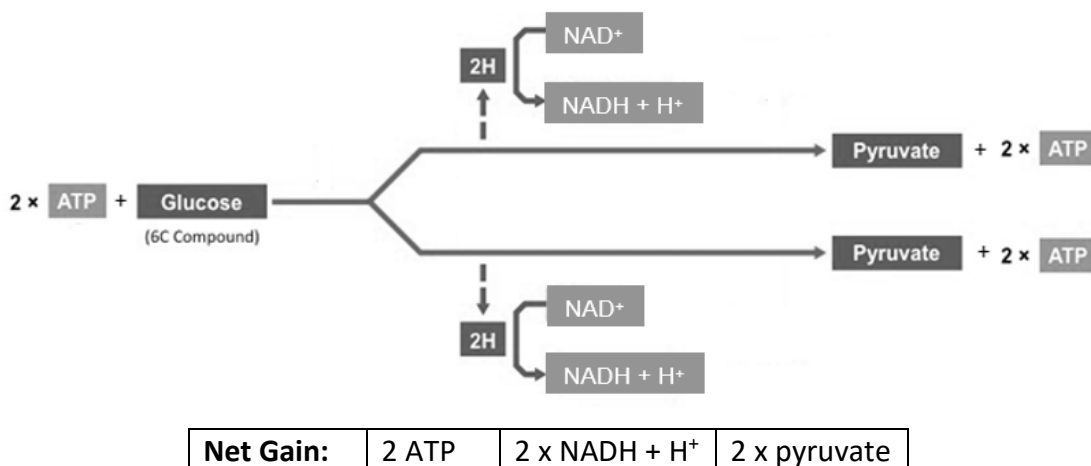 NAD⁺
2H
NADH + H⁺
Pyruvate + 2 × ATP
2 × ATP + Glucose
(6C Compound)
Pyruvate + 2 × ATP
NAD⁺
2H
NADH + H⁺
Net Gain: 2 ATP 2 x NADH + H⁺ 2 x pyruvate